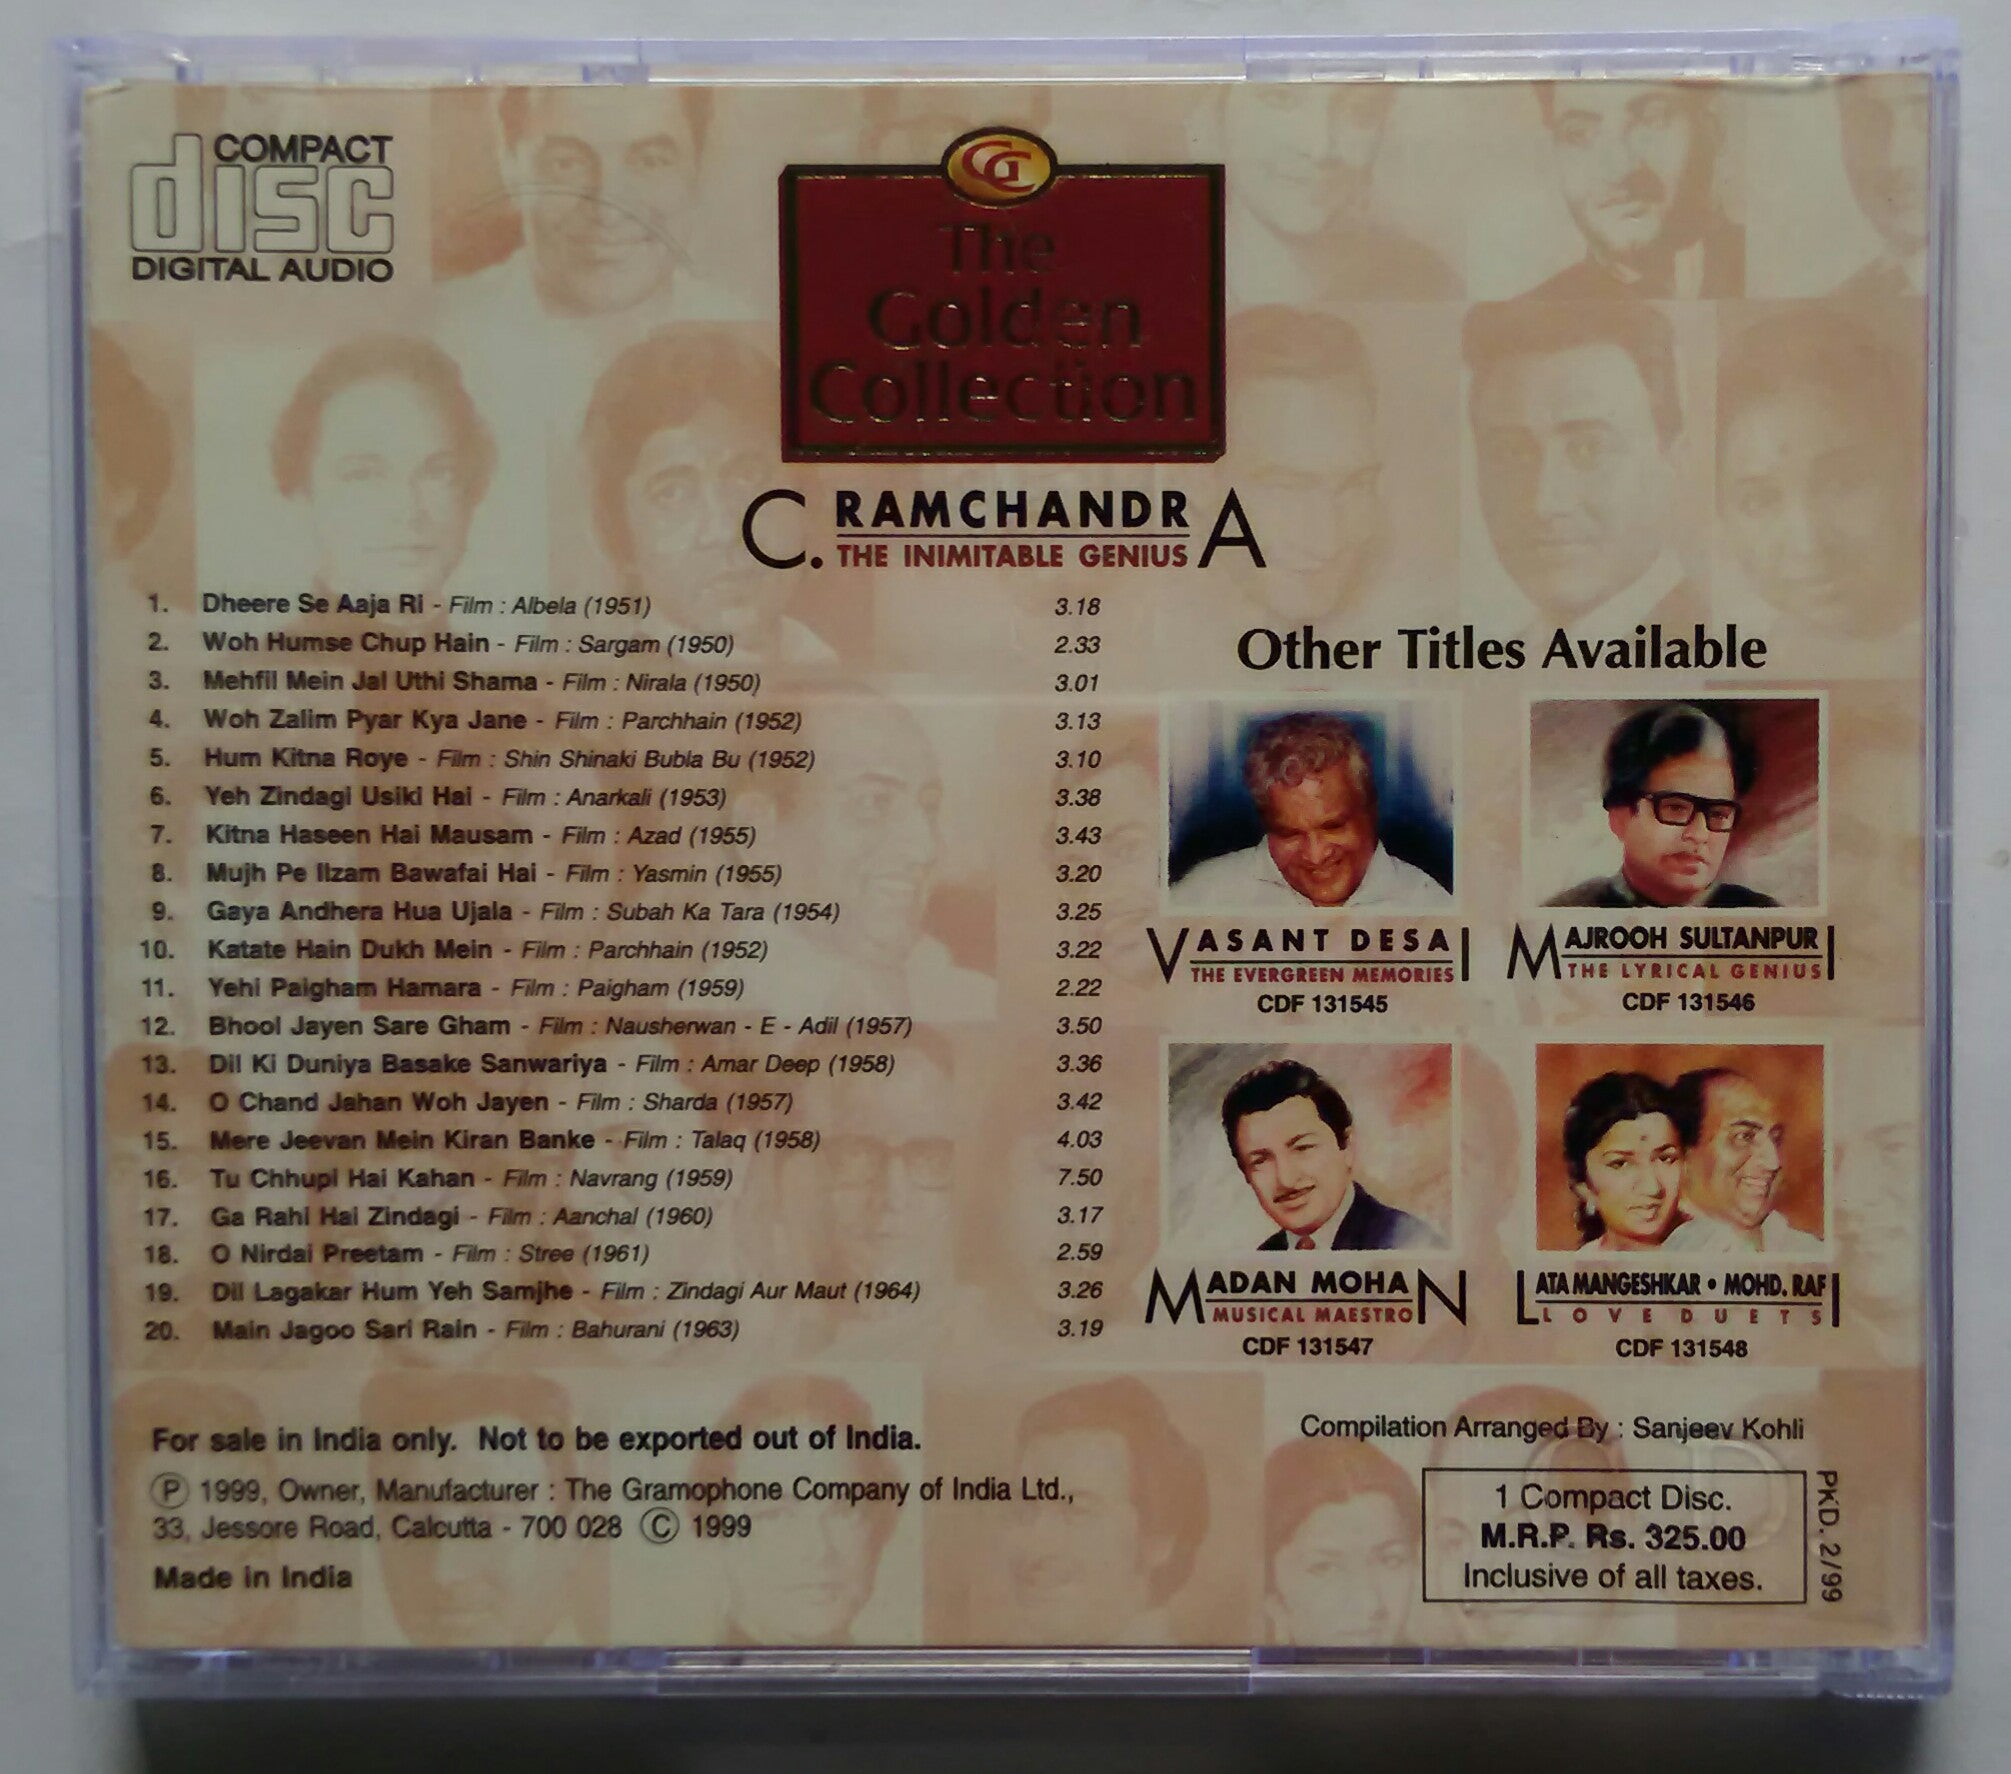 COMPACT
disc
DIGITAL AUDIO
GC
The
Golden
Collection
C. RAMCHANDRA
THE INIMITABLE GENIUS
1. Dheere Se Aaja Ri - Film : Albela (1951) 3.18
2. Woh Humse Chup Hain - Film : Sargam (1950) 2.33
3. Mehfil Mein Jal Uthi Shama - Film : Nirala (1950) 3.01
4. Woh Zalim Pyar Kya Jane - Film : Parchhain (1952) 3.13
5. Hum Kitna Roye - Film : Shin Shinaki Bubla Bu (1952) 3.10
6. Yeh Zindagi Usiki Hai - Film : Anarkali (1953) 3.38
7. Kitna Haseen Hai Mausam - Film : Azad (1955) 3.43
8. Mujh Pe Ilzam Bawafai Hai - Film : Yasmin (1955) 3.20
9. Gaya Andhera Hua Ujala - Film : Subah Ka Tara (1954) 3.25
10. Katate Hain Dukh Mein - Film : Parchhain (1952) 3.22
11. Yehi Paigham Hamara - Film : Paigham (1959) 2.22
12. Bhool Jayen Sare Gham - Film : Nausherwan - E - Adil (1957) 3.50
13. Dil Ki Duniya Basake Sanwariya - Film : Amar Deep (1958) 3.36
14. O Chand Jahan Woh Jayen - Film : Sharda (1957) 3.42
15. Mere Jeevan Mein Kiran Banke - Film : Talaq (1958) 4.03
16. Tu Chhupi Hai Kahan - Film : Navrang (1959) 7.50
17. Ga Rahi Hai Zindagi - Film : Aanchal (1960) 3.17
18. O Nirdai Preetam - Film : Stree (1961) 2.59
19. Dil Lagakar Hum Yeh Samjhe - Film : Zindagi Aur Maut (1964) 3.26
20. Main Jagoo Sari Rain - Film : Bahurani (1963) 3.19
Other Titles Available
VASANT DESAI
THE EVERGREEN MEMORIES
CDF 131545
MAJROOH SULTANPURI
THE LYRICAL GENIUS
CDF 131546
MADAN MOHAN
MUSICAL MAESTRO
CDF 131547
LATA MANGESHKAR • MOHD. RAFI
LOVE DUETS
CDF 131548
For sale in India only. Not to be exported out of India.
Ⓟ 1999, Owner, Manufacturer : The Gramophone Company of India Ltd.,
33, Jessore Road, Calcutta - 700 028 © 1999
Made in India
Compilation Arranged By : Sanjeev Kohli
1 Compact Disc.
M.R.P. Rs. 325.00
Inclusive of all taxes.
PKD. 2/99